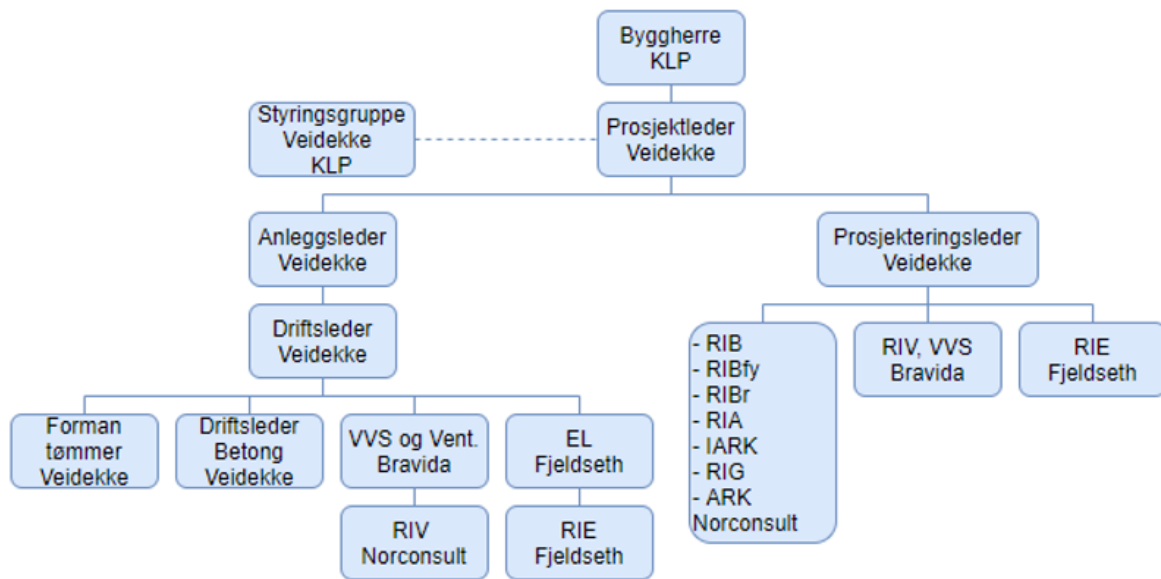 Byggherre
KLP
Styringsgruppe
Veidekke
KLP
Prosjektleder
Veidekke
Anleggsleder
Veidekke
Prosjekteringsleder
Veidekke
Driftsleder
Veidekke
- RIB
- RIBfy
- RIBr
- RIA
- IARK
- RIG
- ARK
Norconsult
RIV, VVS
Bravida
RIE
Fjeldseth
Forman
tømmer
Veidekke
Driftsleder
Betong
Veidekke
VVS og Vent.
Bravida
EL
Fjeldseth
RIV
Norconsult
RIE
Fjeldseth